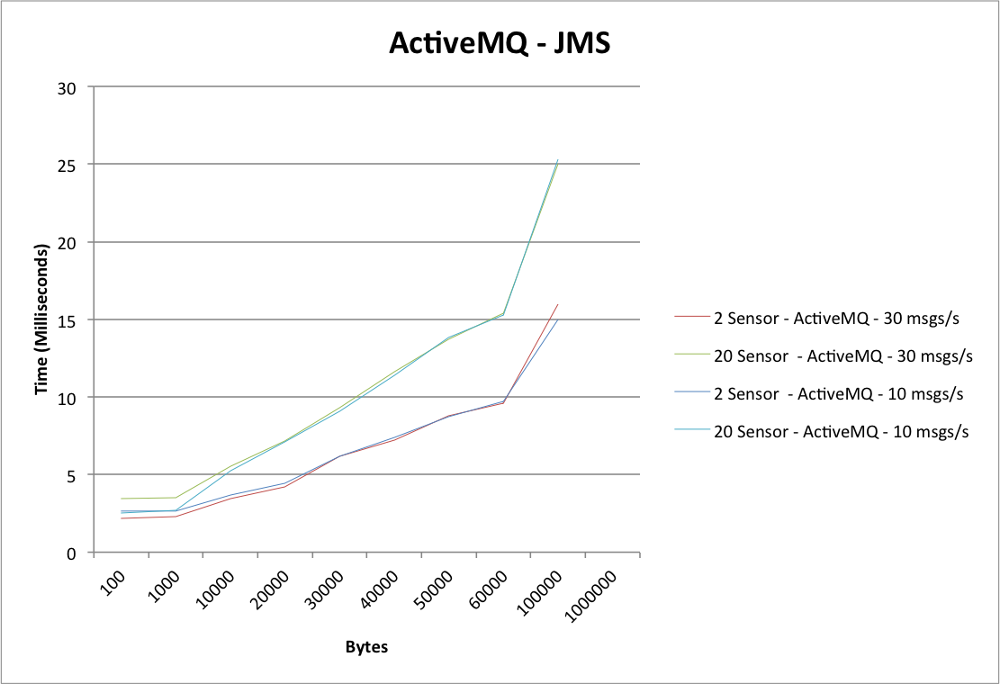 ActiveMQ - JMS
30
25
20
15
10
5
0
Time (Milliseconds)
100
1000
10000
20000
30000
40000
50000
60000
100000
1000000
Bytes
2 Sensor - ActiveMQ - 30 msgs/s
20 Sensor  - ActiveMQ - 30 msgs/s
2 Sensor  - ActiveMQ - 10 msgs/s
20 Sensor - ActiveMQ - 10 msgs/s